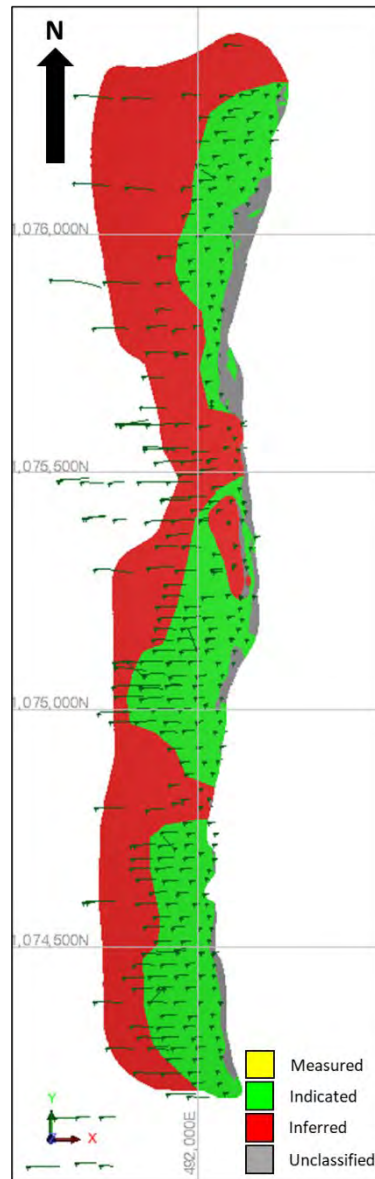 N
1,076,000N
1,075,500N
1,075,000N
1,074,500N
492,000E
Y
X
Measured
Indicated
Inferred
Unclassified